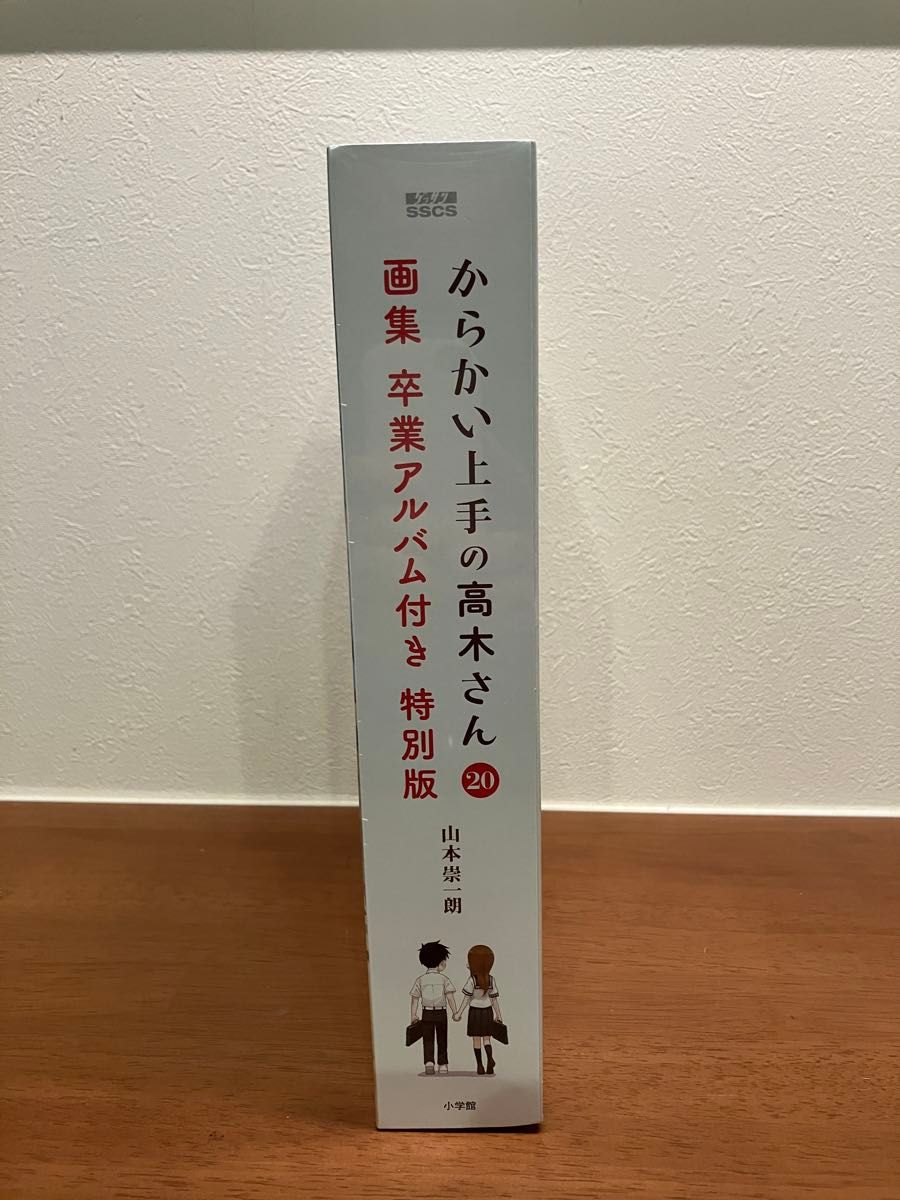 ゲッサン
SSCS
からかい上手の高木さん 20
画集 卒業アルバム付き 特別版
山本崇一朗
小学館